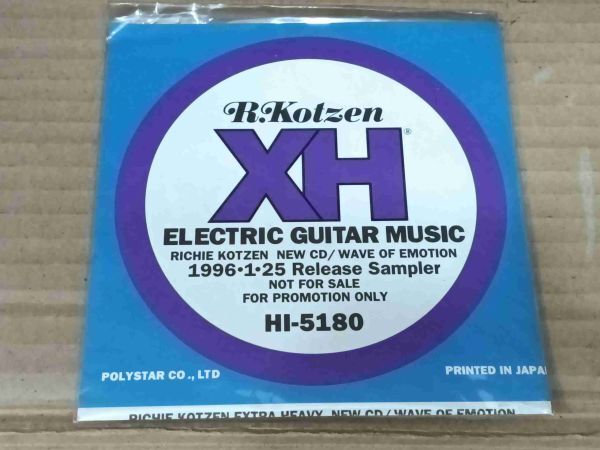 R.Kotzen
XH®
ELECTRIC GUITAR MUSIC
RICHIE KOTZEN NEW CD/WAVE OF EMOTION
1996•1•25 Release Sampler
NOT FOR SALE
FOR PROMOTION ONLY
HI-5180
POLYSTAR CO., LTD
PRINTED IN JAPAN
RICHIE KOTZEN EXTRA HEAVY NEW CD/WAVE OF EMOTION